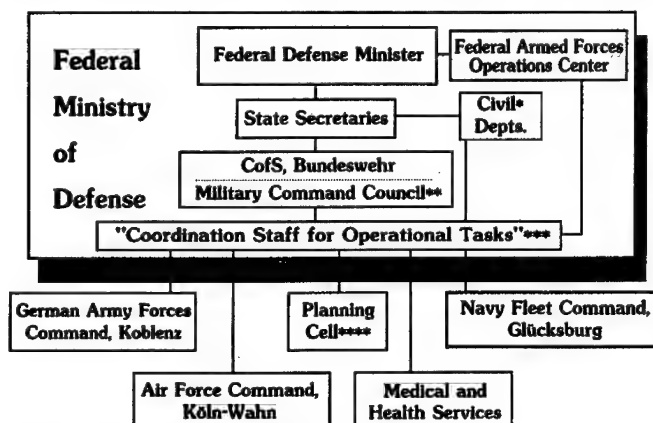 Federal
Ministry
of
Defense
Federal Defense Minister
Federal Armed Forces
Operations Center
State Secretaries
Civil*
Depts.
CofS, Bundeswehr
Military Command Council**
"Coordination Staff for Operational Tasks"***
German Army Forces
Command, Koblenz
Planning
Cell****
Navy Fleet Command,
Glücksburg
Air Force Command,
Köln-Wahn
Medical and
Health Services